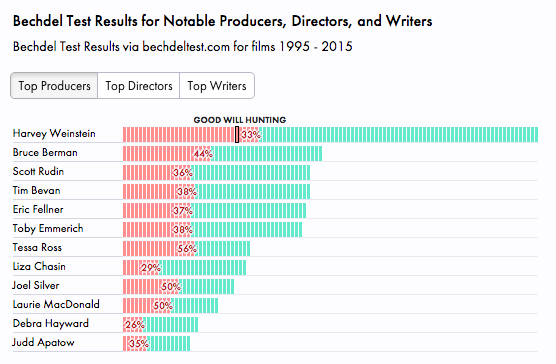 Bechdel Test Results for Notable Producers, Directors, and Writers
Bechdel Test Results via bechdeltest.com for films 1995 - 2015
Top Producers Top Directors Top Writers
GOOD WILL HUNTING
Harvey Weinstein 33%
Bruce Berman 44%
Scott Rudin 36%
Tim Bevan 38%
Eric Fellner 37%
Toby Emmerich 38%
Tessa Ross 56%
Liza Chasin 29%
Joel Silver 50%
Laurie MacDonald 50%
Debra Hayward 26%
Judd Apatow 35%